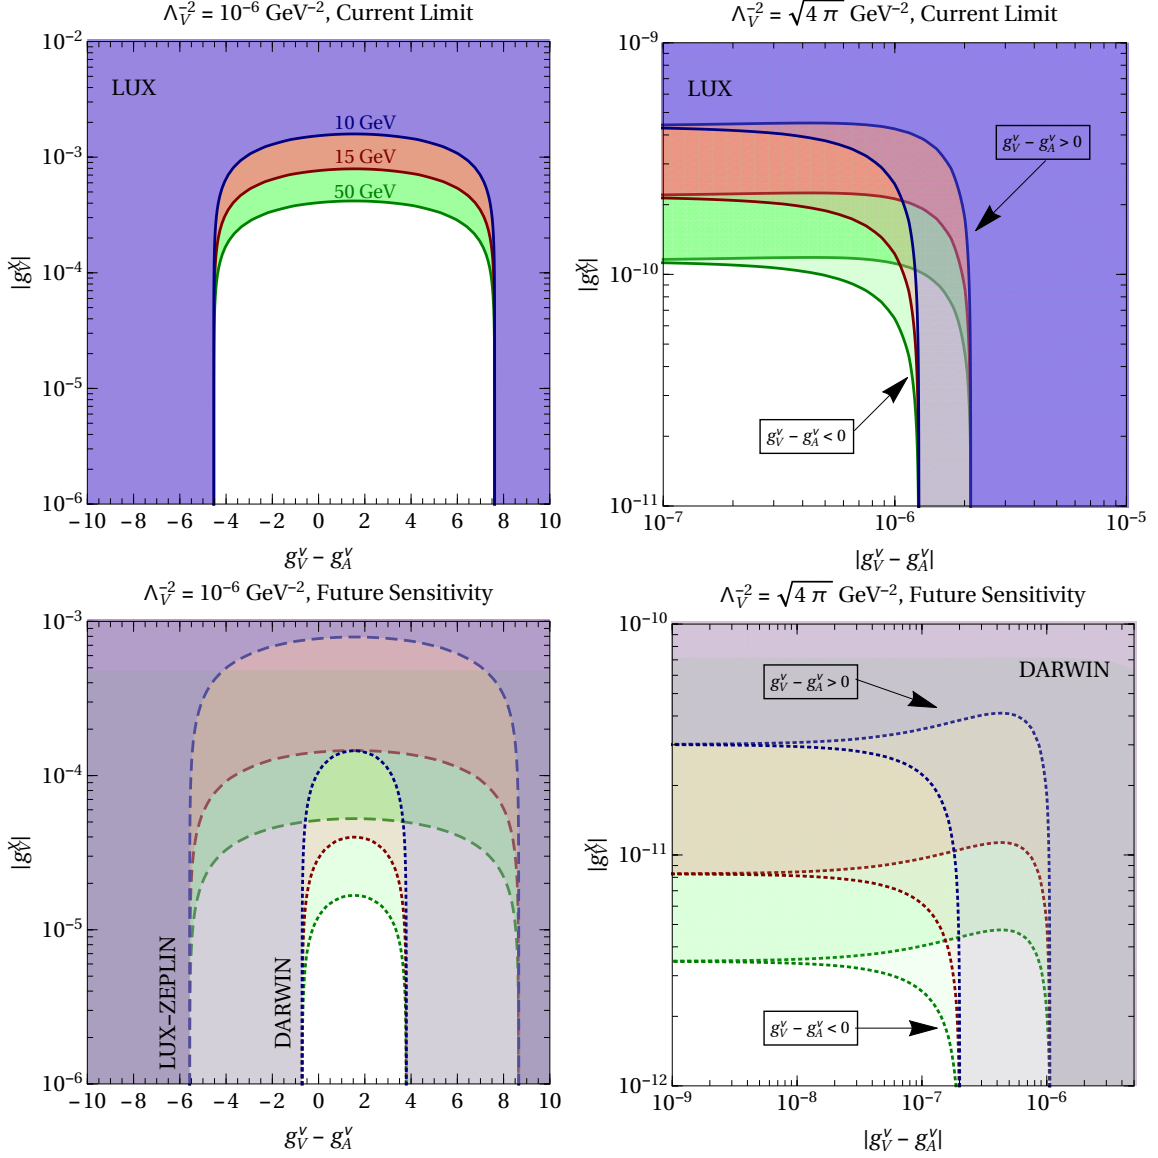 Λ_V^−2 = 10^−6 GeV^−2, Current Limit
10^−2
10^−3
10^−4
10^−5
10^−6
|g_V^χ|
LUX
10 GeV
15 GeV
50 GeV
−10 −8 −6 −4 −2 0 2 4 6 8 10
g_V^ν − g_A^ν
Λ_V^−2 = √4 π GeV^−2, Current Limit
10^−9
10^−10
10^−11
|g_V^χ|
LUX
g_V^ν − g_A^ν > 0
g_V^ν − g_A^ν < 0
10^−7 10^−6 10^−5
|g_V^ν − g_A^ν|
Λ_V^−2 = 10^−6 GeV^−2, Future Sensitivity
10^−3
10^−4
10^−5
10^−6
|g_V^χ|
LUX−ZEPLIN
DARWIN
−10 −8 −6 −4 −2 0 2 4 6 8 10
g_V^ν − g_A^ν
Λ_V^−2 = √4 π GeV^−2, Future Sensitivity
10^−10
10^−11
10^−12
|g_V^χ|
DARWIN
g_V^ν − g_A^ν > 0
g_V^ν − g_A^ν < 0
10^−9 10^−8 10^−7 10^−6
|g_V^ν − g_A^ν|